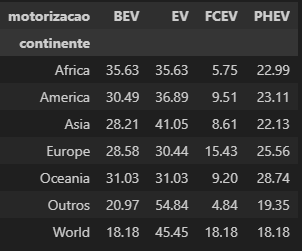 motorizacao BEV EV FCEV PHEV
continente
Africa 35.63 35.63 5.75 22.99
America 30.49 36.89 9.51 23.11
Asia 28.21 41.05 8.61 22.13
Europe 28.58 30.44 15.43 25.56
Oceania 31.03 31.03 9.20 28.74
Outros 20.97 54.84 4.84 19.35
World 18.18 45.45 18.18 18.18